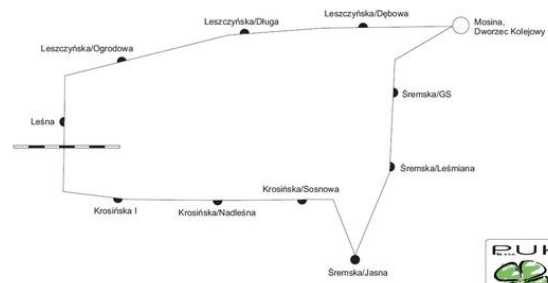 Leszczyńska/Dębowa
Mosina,
Dworzec Kolejowy
Leszczyńska/Długa
Leszczyńska/Ogrodowa
Śremska/GS
Leśna
Śremska/Leśmiana
Krosińska/Sosnowa
Krosińska I
Krosińska/Nadleśna
Śremska/Jasna
PUK